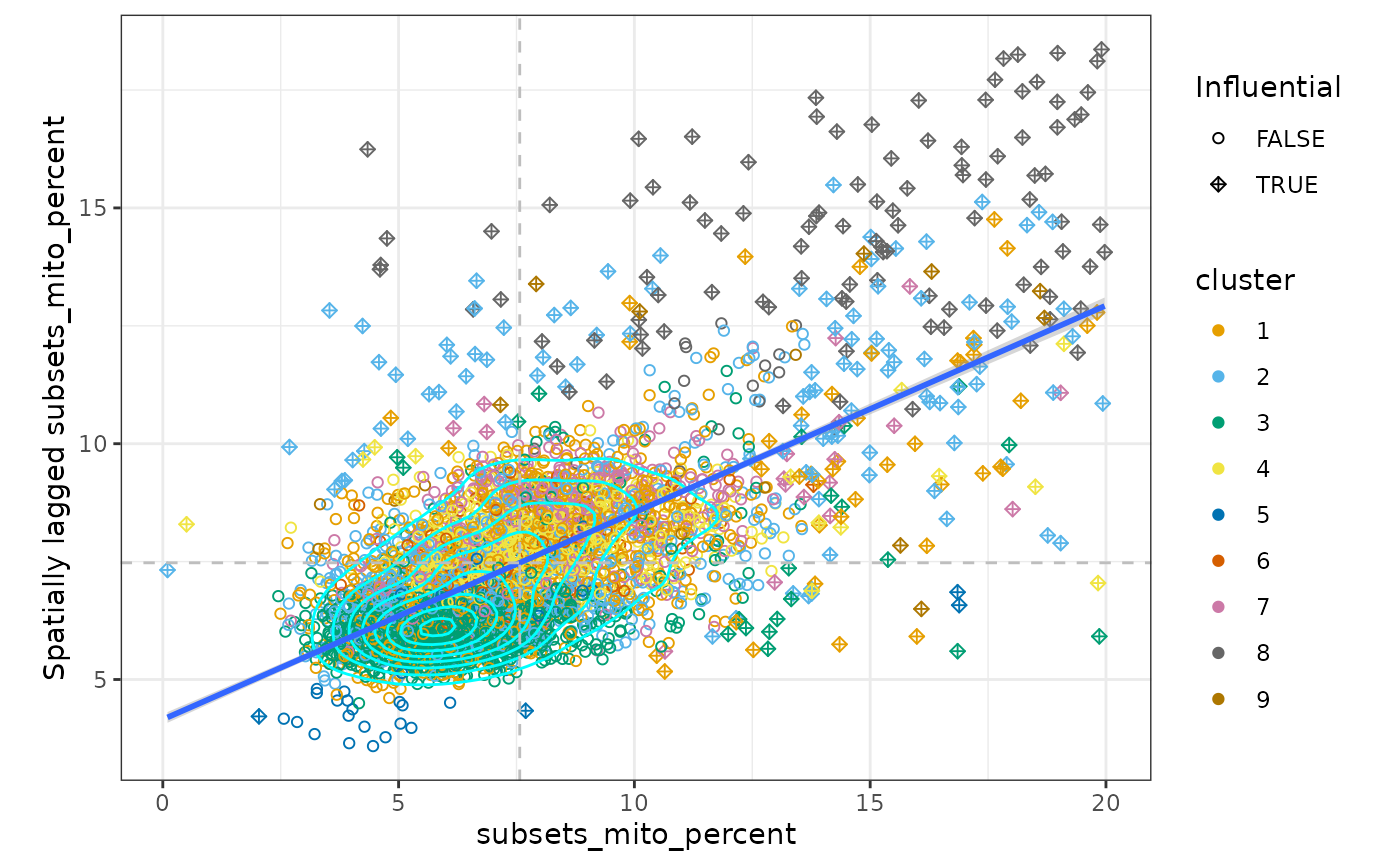 Spatially lagged subsets_mito_percent
15
10
5
0 5 10 15 20
subsets_mito_percent
Influential
FALSE
TRUE
cluster
1
2
3
4
5
6
7
8
9